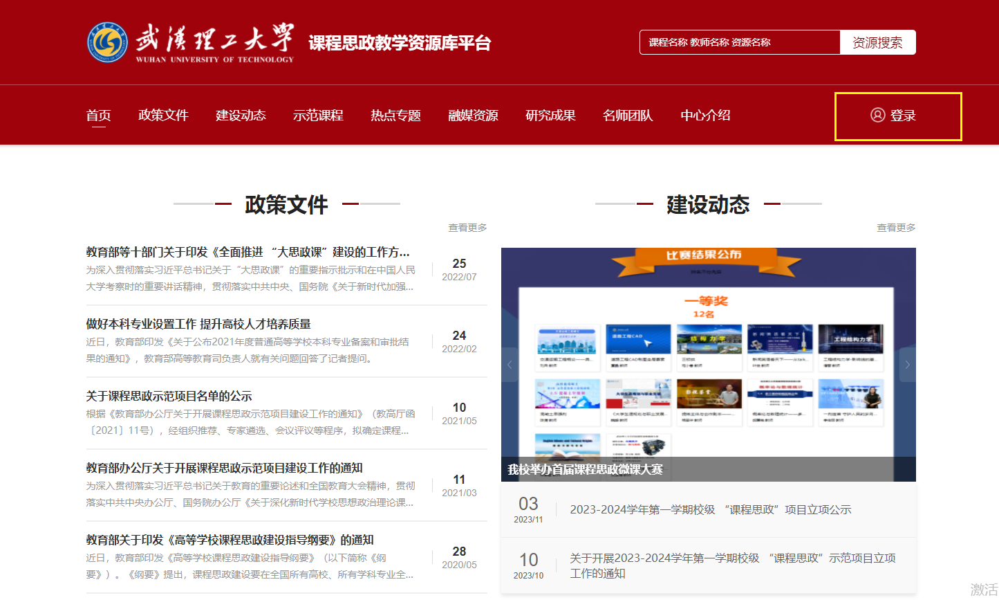 武汉理工大学
WUHAN UNIVERSITY OF TECHNOLOGY
课程思政教学资源库平台
课程名称 教师名称 资源名称
资源搜索
首页
政策文件
建设动态
示范课程
热点专题
融媒资源
研究成果
名师团队
中心介绍
登录
政策文件
查看更多
教育部等十部门关于印发《全面推进 “大思政课”建设的工作方...
为深入贯彻落实习近平总书记关于“大思政课”的重要指示批示和在中国人民
大学考察时的重要讲话精神，贯彻落实中共中央、国务院《关于新时代加强...
25
2022/07
做好本科专业设置工作 提升高校人才培养质量
近日，教育部印发《关于公布2021年度普通高等学校本科专业备案和审批结
果的通知》，教育部高等教育司负责人就有关问题回答了记者提问。
24
2022/02
关于课程思政示范项目名单的公示
根据《教育部办公厅关于开展课程思政示范项目建设工作的通知》（教高厅函
〔2021〕11号），经组织推荐、专家遴选、会议评议等程序，拟确定课程...
10
2021/05
教育部办公厅关于开展课程思政示范项目建设工作的通知
为深入贯彻落实习近平总书记关于教育的重要论述和全国教育大会精神，贯彻
落实中共中央办公厅、国务院办公厅《关于深化新时代学校思想政治理论课...
11
2021/03
教育部关于印发《高等学校课程思政建设指导纲要》的通知
近日，教育部印发《高等学校课程思政建设指导纲要》（以下简称《纲
要》）。《纲要》提出，课程思政建设要在全国所有高校、所有学科专业全...
28
2020/05
建设动态
查看更多
比赛结果公布
一等奖
12名
道路工程CAD
结构力学
工程结构力学
我校举办首届课程思政微课大赛
03
2023/11
2023-2024学年第一学期校级 “课程思政”项目立项公示
10
2023/10
关于开展2023-2024学年第一学期校级 “课程思政”示范项目立项
工作的通知
激活